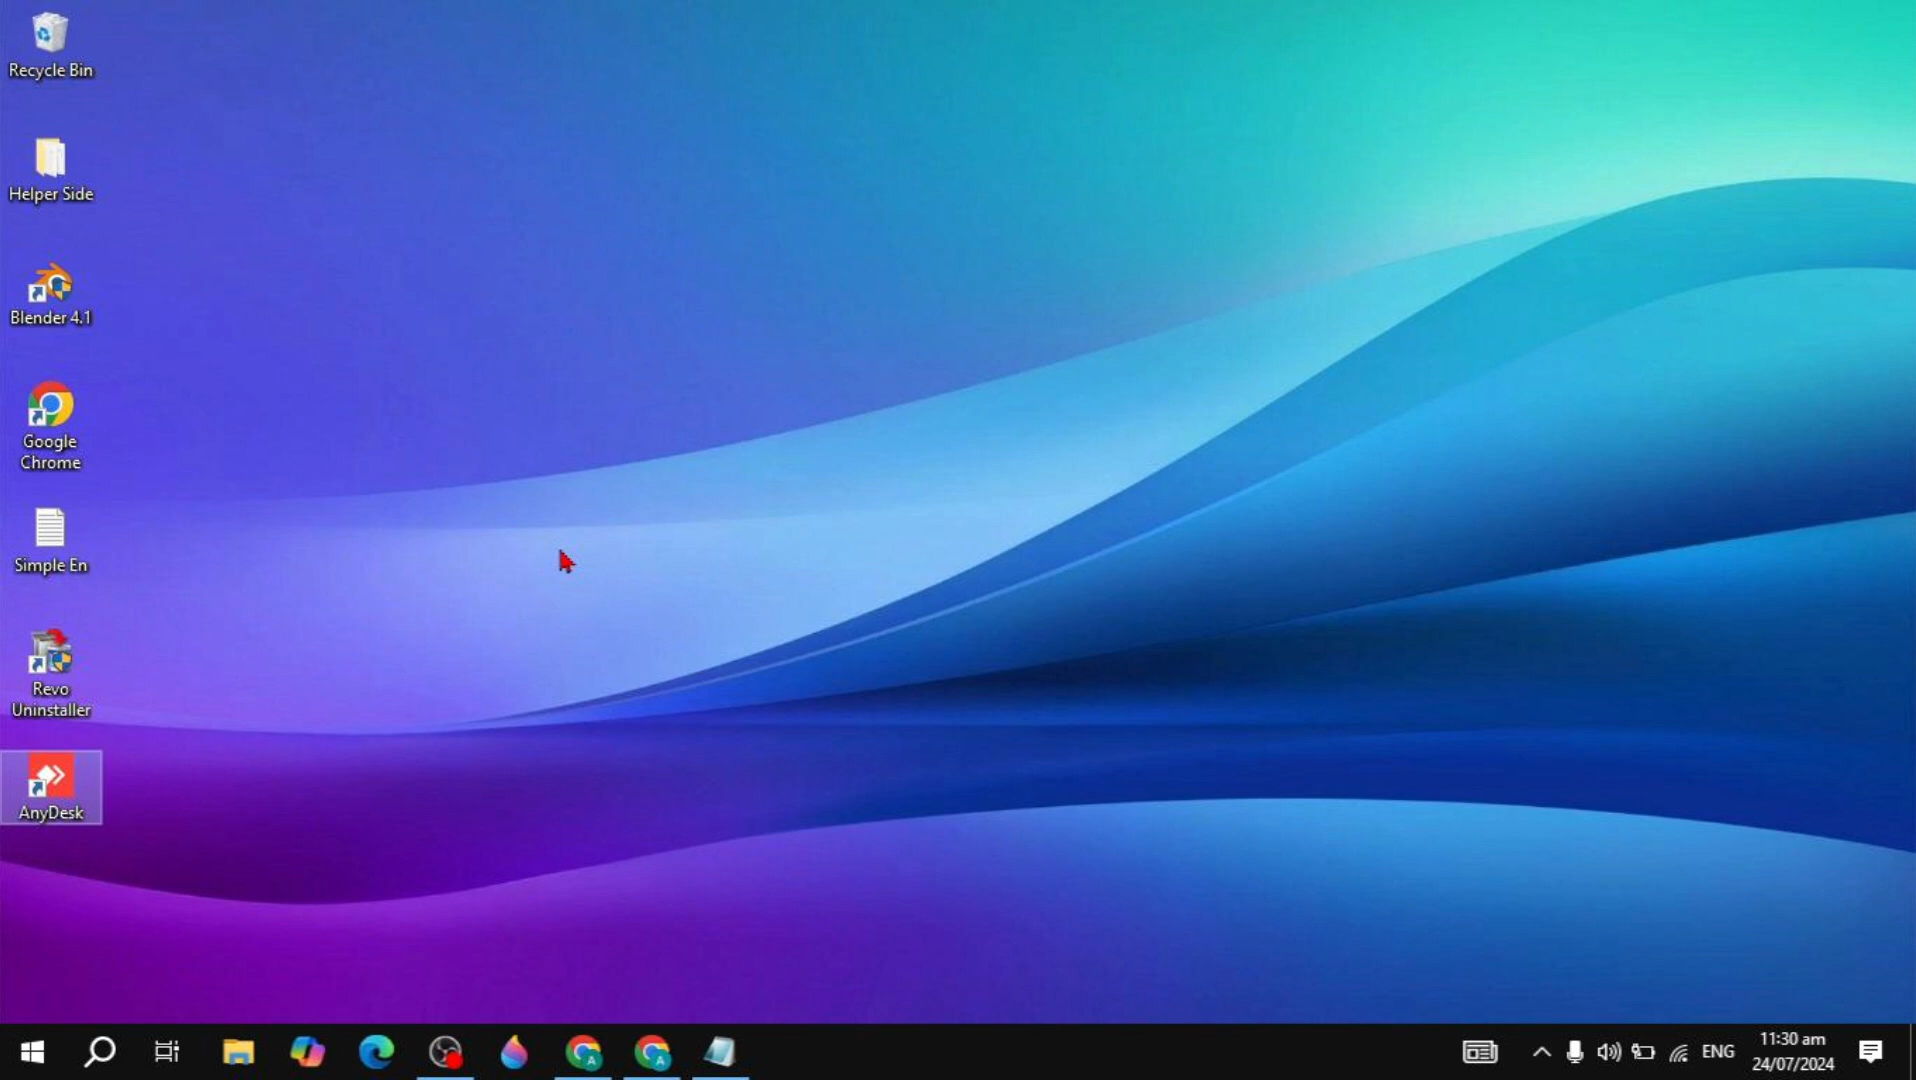 Recycle Bin
Helper Side
Blender 4.1
Google
Chrome
Simple En
Revo
Uninstaller
AnyDesk
A
A
ENG
11:30 am
24/07/2024